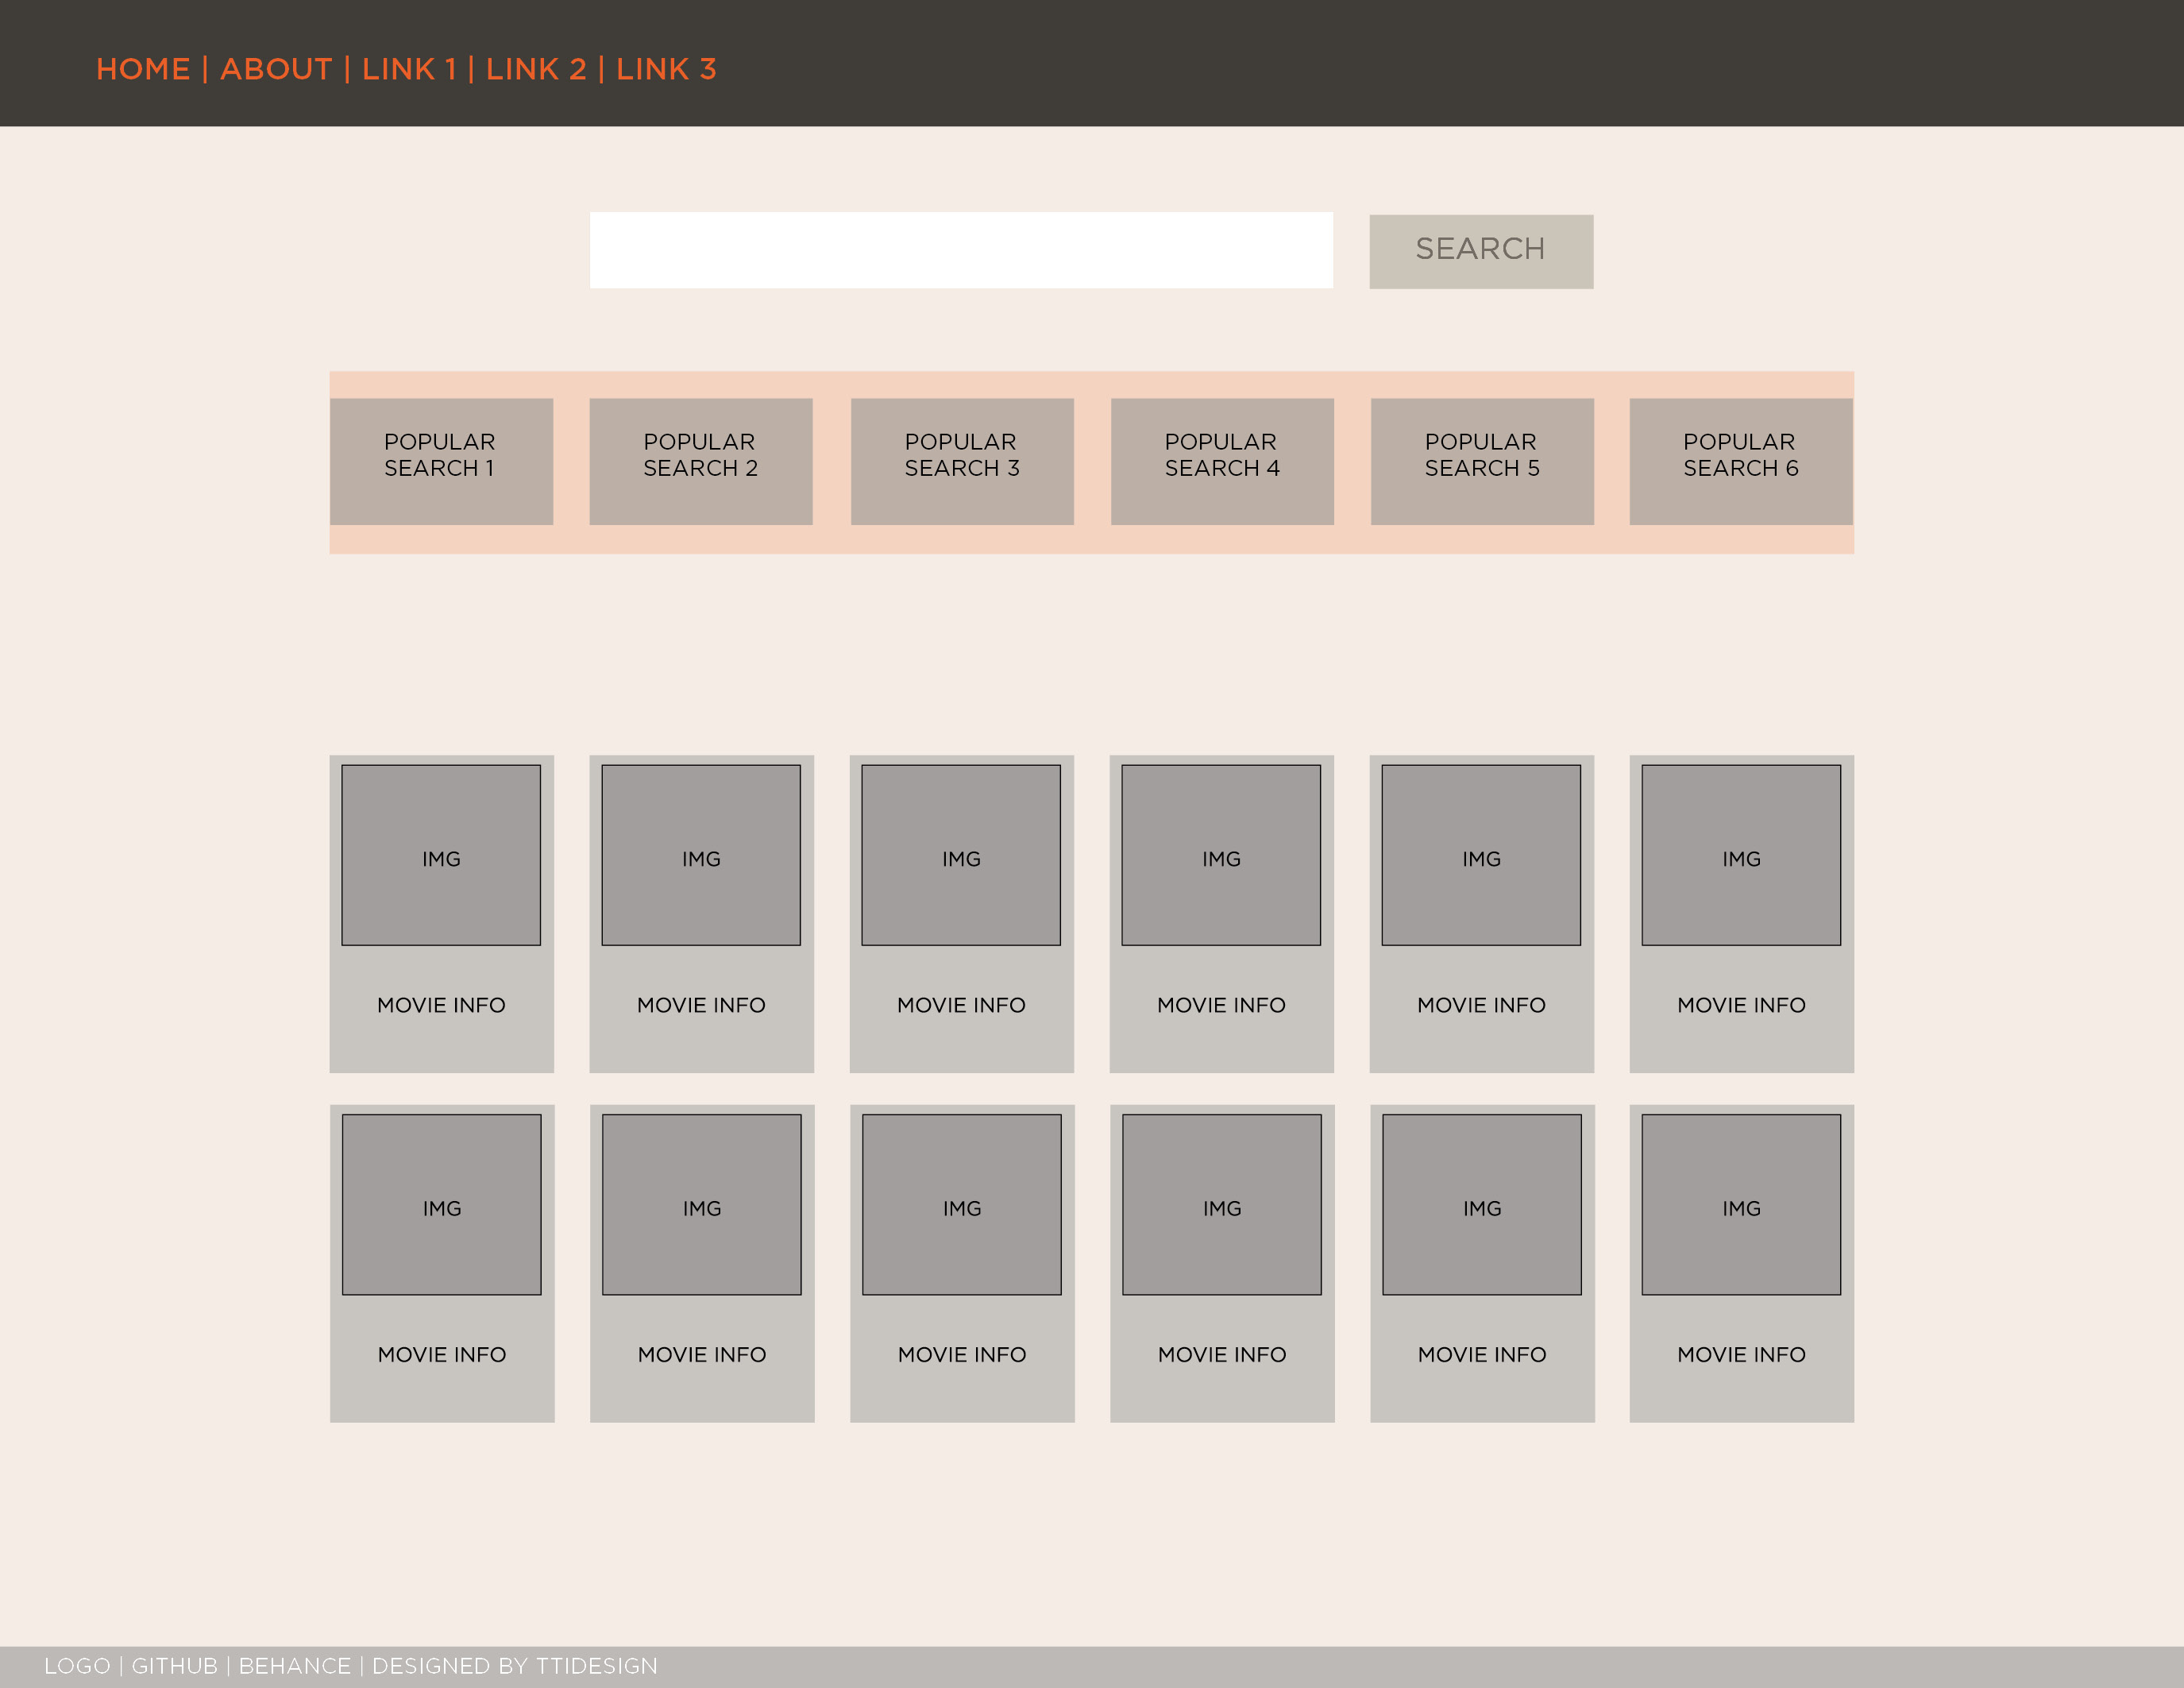 HOME | ABOUT | LINK 1 | LINK 2 | LINK 3
SEARCH
POPULAR
SEARCH 1
POPULAR
SEARCH 2
POPULAR
SEARCH 3
POPULAR
SEARCH 4
POPULAR
SEARCH 5
POPULAR
SEARCH 6
IMG
IMG
IMG
IMG
IMG
IMG
MOVIE INFO
MOVIE INFO
MOVIE INFO
MOVIE INFO
MOVIE INFO
MOVIE INFO
IMG
IMG
IMG
IMG
IMG
IMG
MOVIE INFO
MOVIE INFO
MOVIE INFO
MOVIE INFO
MOVIE INFO
MOVIE INFO
LOGO | GITHUB | BEHANCE | DESIGNED BY TTIDESIGN